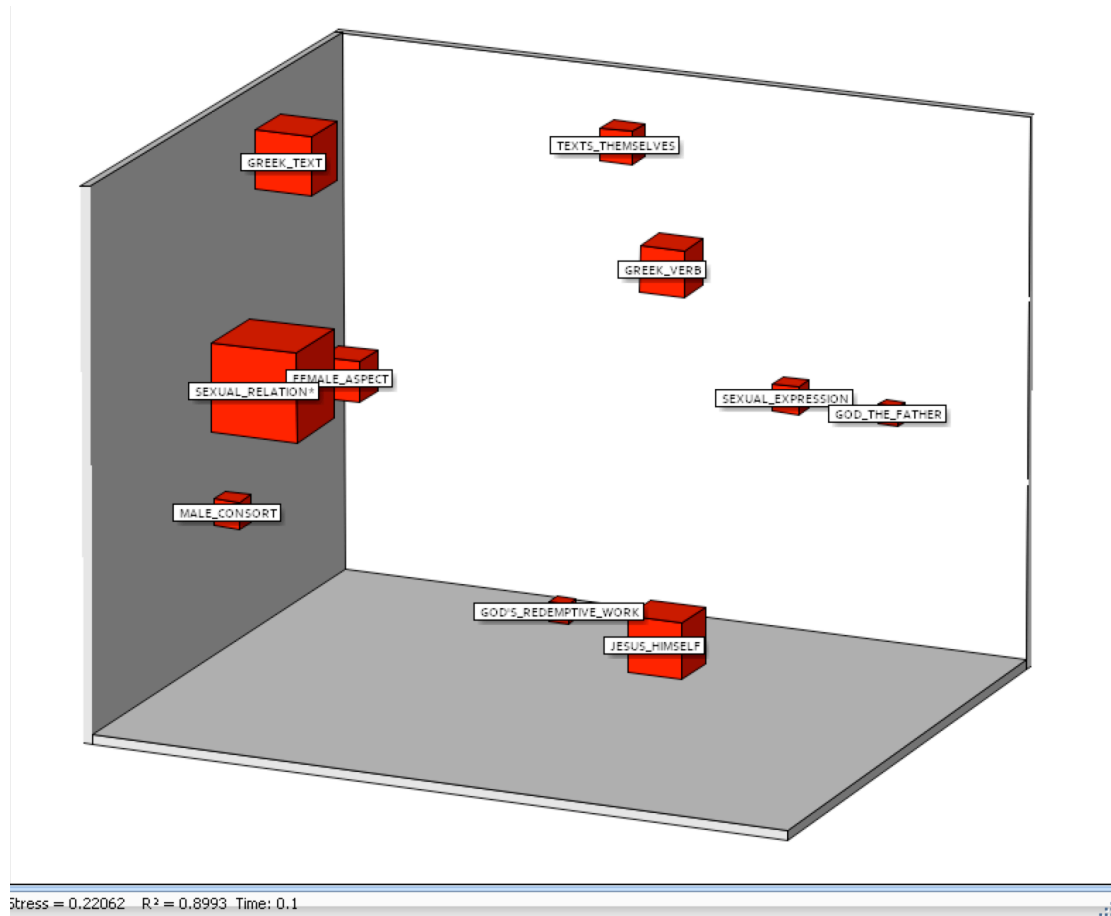 TEXTS_THEMSELVES
GREEK_TEXT
GREEK_VERB
FEMALE_ASPECT
SEXUAL_RELATION*
SEXUAL_EXPRESSION
GOD_THE_FATHER
MALE_CONSORT
GOD'S_REDEMPTIVE_WORK
JESUS_HIMSELF
Stress = 0.22062 R² = 0.8993 Time: 0.1